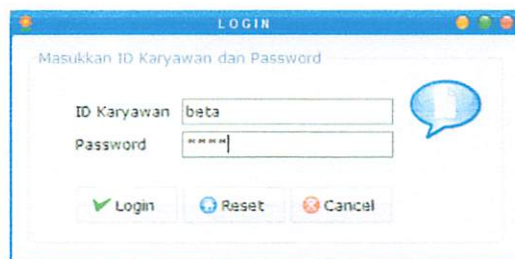 LOGIN
Masukkan ID Karyawan dan Password
ID Karyawan beta
Password ****
Login Reset Cancel